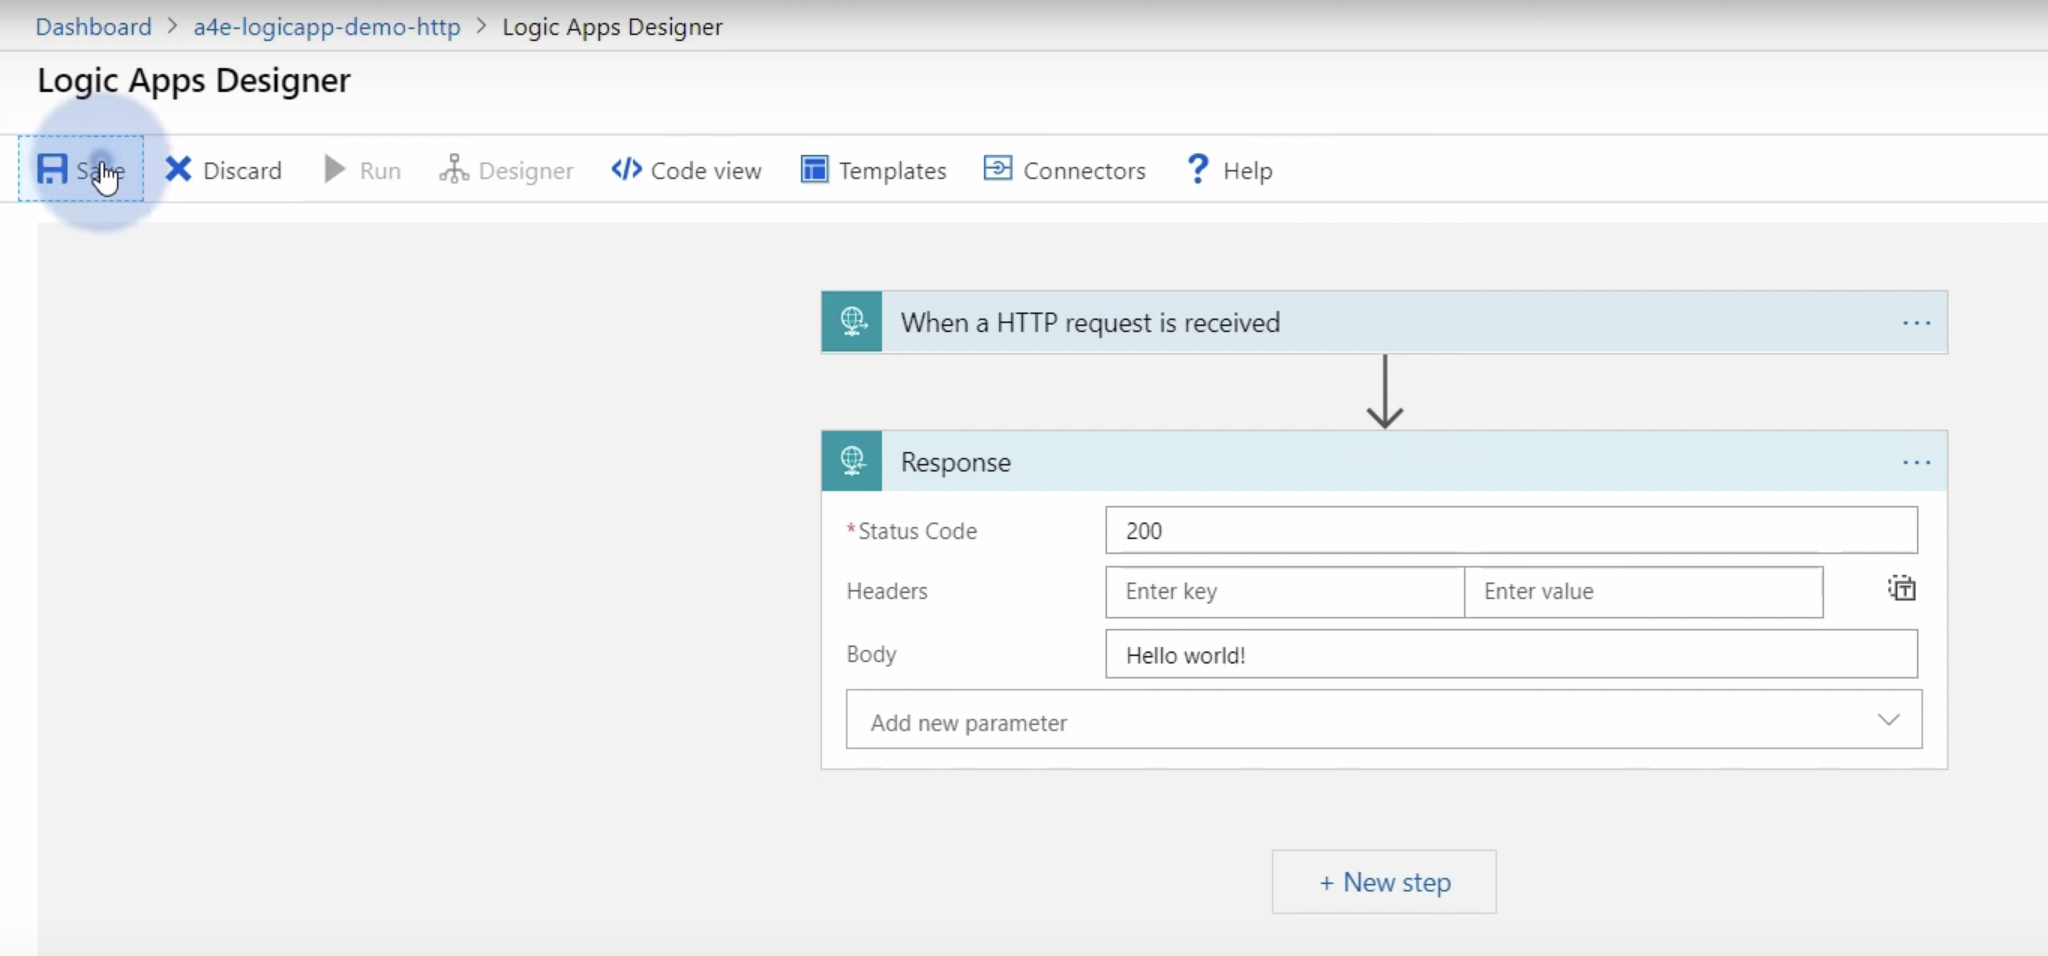 Dashboard > a4e-logicapp-demo-http > Logic Apps Designer
Logic Apps Designer
Save Discard Run Designer </> Code view Templates Connectors ? Help
When a HTTP request is received ...
Response ...
*Status Code 200
Headers Enter key Enter value
Body Hello world!
Add new parameter
+ New step